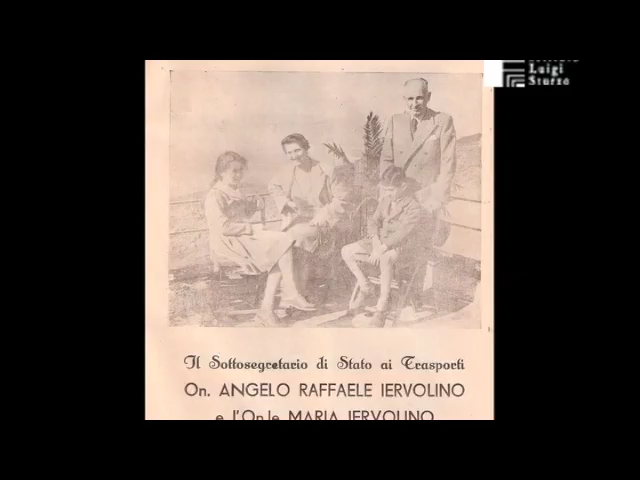 Luigi
Sturzo
Il Sottosegretario di Stato ai Trasporti
On. ANGELO RAFFAELE IERVOLINO
e l'On.le MARIA IERVOLINO